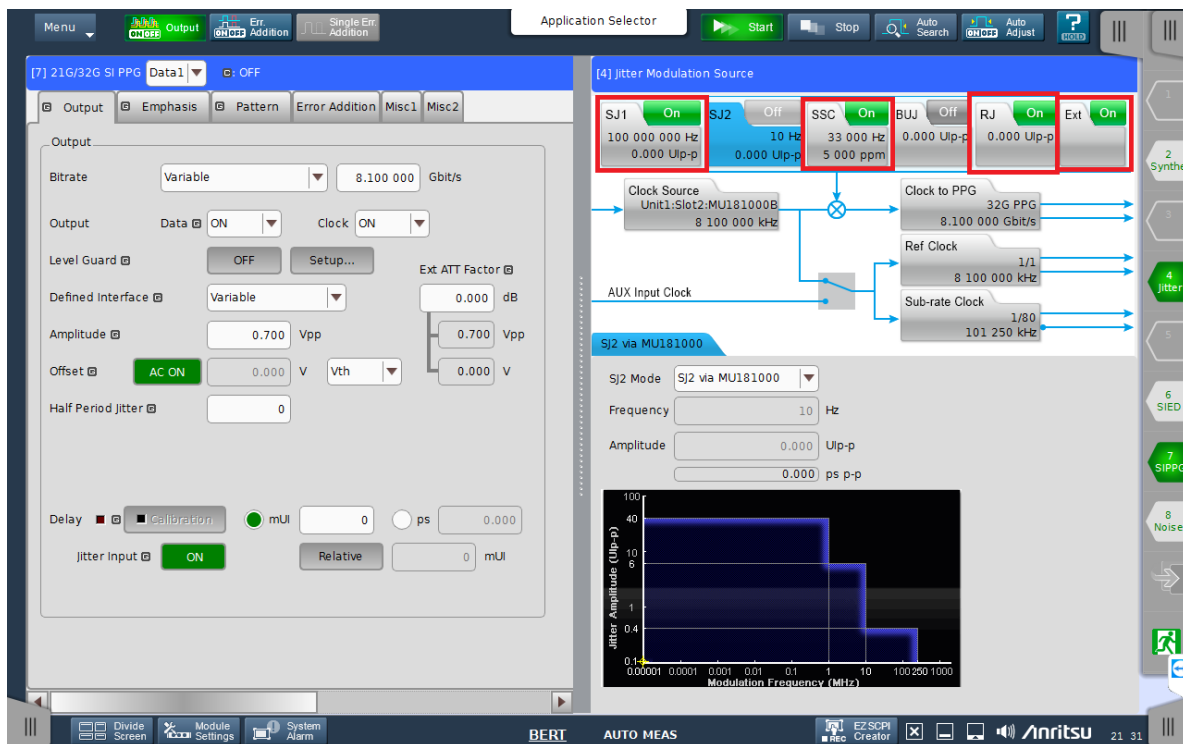 Menu
ON OFF Output
ON OFF Err. Addition
Single Err. Addition
Application Selector
Start
Stop
Auto Search
ON OFF Auto Adjust
? HOLD
[7] 21G/32G SI PPG Data1 C: OFF
C Output C Emphasis C Pattern Error Addition Misc1 Misc2
Output
Bitrate Variable 8.100 000 Gbit/s
Output Data C ON Clock ON
Level Guard C OFF Setup... Ext ATT Factor C
Defined Interface C Variable 0.000 dB
Amplitude C 0.700 Vpp 0.700 Vpp
Offset C AC ON 0.000 V Vth 0.000 V
Half Period Jitter C 0
Delay C Calibration mUI 0 ps 0.000
Jitter Input C ON Relative 0 mUI
[4] Jitter Modulation Source
SJ1 On
100 000 000 Hz
0.000 UIp-p
SJ2 Off
10 Hz
0.000 UIp-p
SSC On
33 000 Hz
5 000 ppm
BUJ Off
0.000 UIp-p
RJ On
0.000 UIp-p
Ext On
Clock Source
Unit1:Slot2:MU181000B
8 100 000 kHz
Clock to PPG
32G PPG
8.100 000 Gbit/s
Ref Clock
1/1
8 100 000 kHz
AUX Input Clock
Sub-rate Clock
1/80
101 250 kHz
SJ2 via MU181000
SJ2 Mode SJ2 via MU181000
Frequency 10 Hz
Amplitude 0.000 UIp-p
0.000 ps p-p
Jitter Amplitude (UIp-p)
100
40
10
6
1
0.4
0.1
0.00001 0.0001 0.001 0.01 0.1 1 10 100 250 1000
Modulation Frequency (MHz)
1
2
Synthe
3
4
Jitter
5
6
SIED
7
SIPPG
8
Noise
Divide Screen
Module Settings
System Alarm
BERT
AUTO MEAS
REC EZ SCPI Creator
Anritsu
21 31